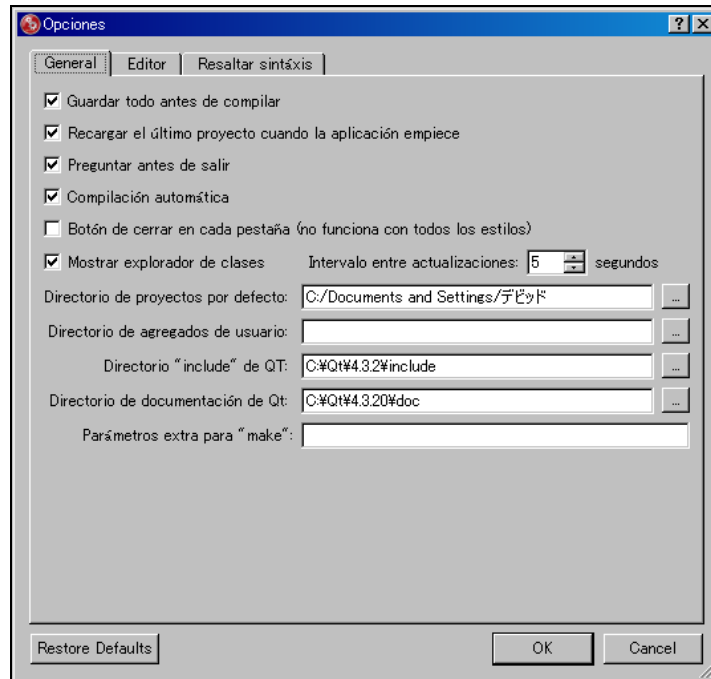 Opciones
General Editor Resaltar sintáxis
Guardar todo antes de compilar
Recargar el último proyecto cuando la aplicación empiece
Preguntar antes de salir
Compilación automática
Botón de cerrar en cada pestaña (no funciona con todos los estilos)
Mostrar explorador de clases Intervalo entre actualizaciones: 5 segundos
Directorio de proyectos por defecto: C:/Documents and Settings/デビッド ...
Directorio de agregados de usuario: ...
Directorio "include" de QT: C:¥Qt¥4.3.2¥include ...
Directorio de documentación de Qt: C:¥Qt¥4.3.20¥doc ...
Parámetros extra para "make":
Restore Defaults OK Cancel